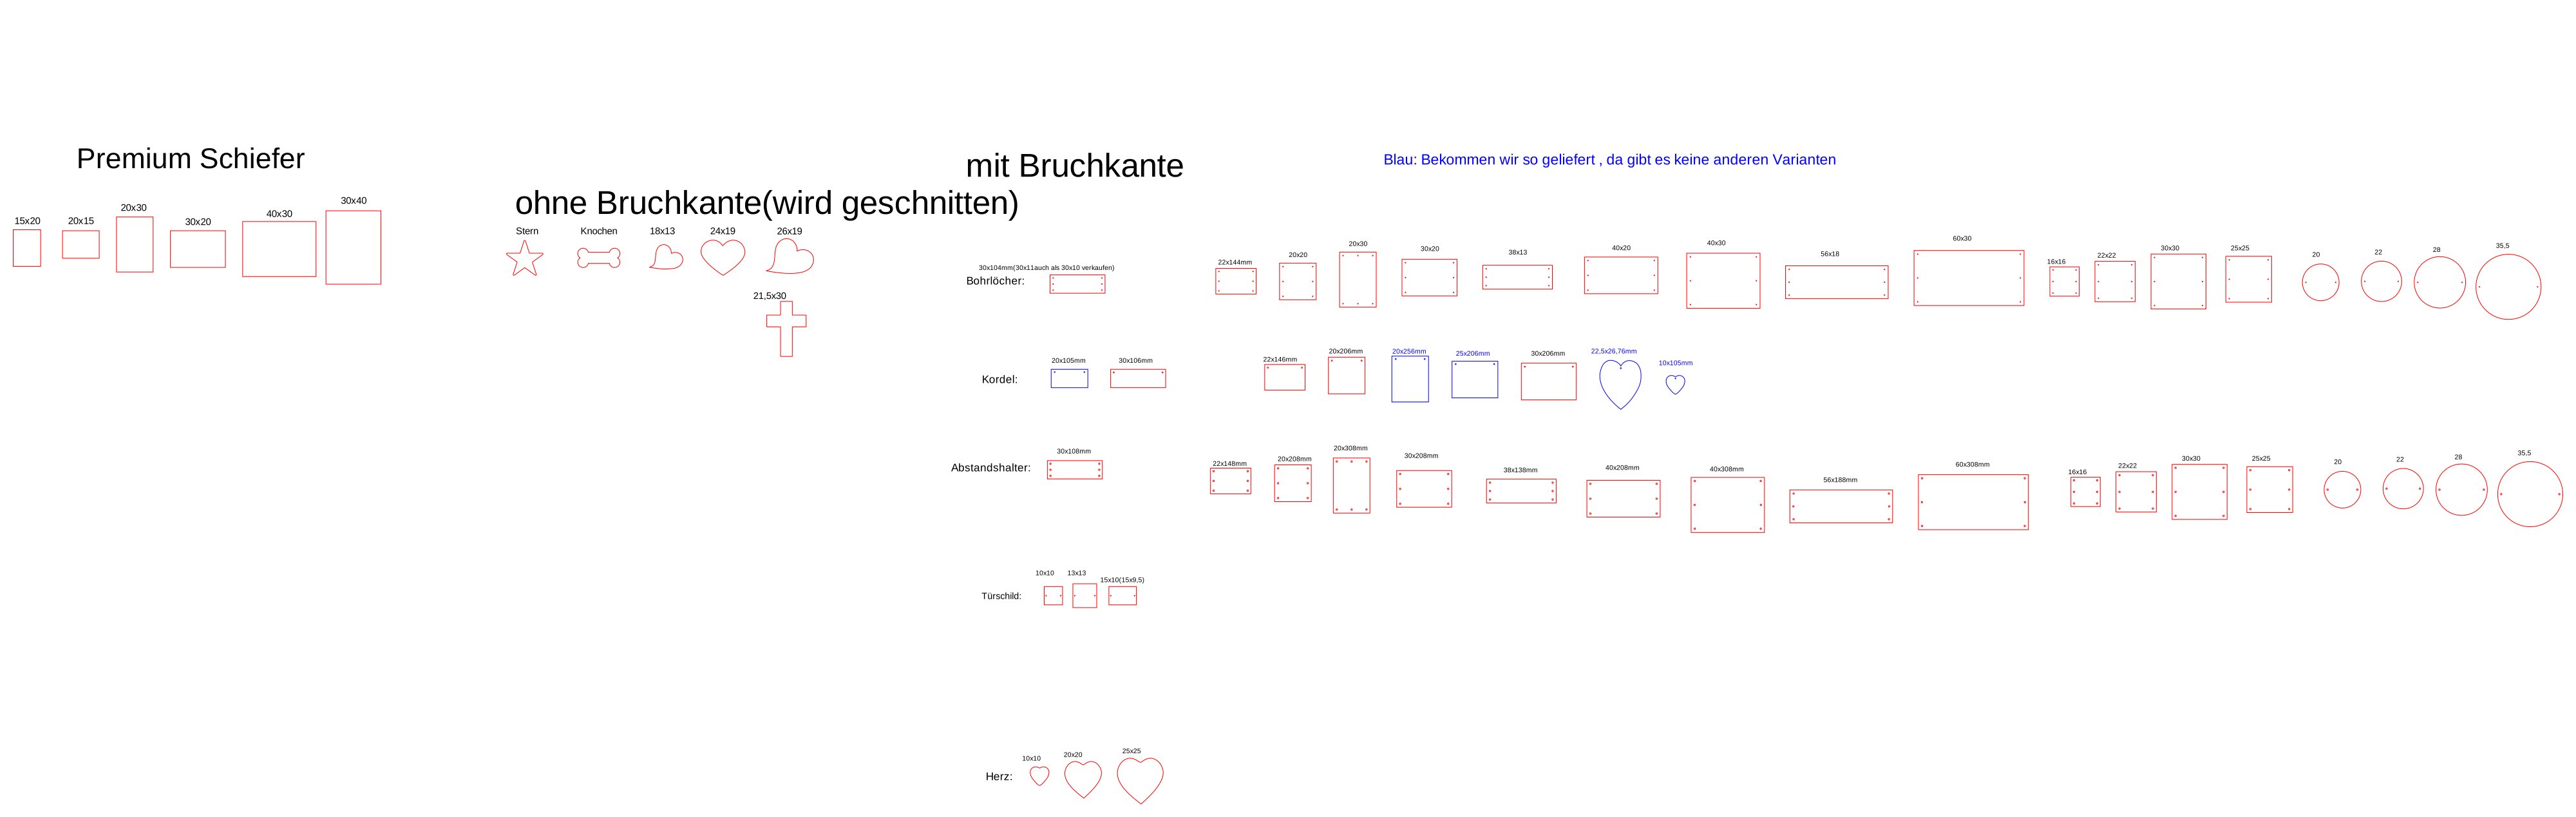 Premium Schiefer
15x20
20x15
20x30
30x20
40x30
30x40
ohne Bruchkante(wird geschnitten)
Stern
Knochen
18x13
24x19
26x19
21,5x30
mit Bruchkante
Blau: Bekommen wir so geliefert , da gibt es keine anderen Varianten
Bohrlöcher:
30x104mm(30x11auch als 30x10 verkaufen)
22x144mm
20x20
20x30
30x20
38x13
40x20
40x30
56x18
60x30
16x16
22x22
30x30
25x25
20
22
28
35,5
Kordel:
20x105mm
30x106mm
22x146mm
20x206mm
20x256mm
25x206mm
30x206mm
22,5x26,76mm
10x105mm
Abstandshalter:
30x108mm
22x148mm
20x208mm
20x308mm
30x208mm
38x138mm
40x208mm
40x308mm
56x188mm
60x308mm
16x16
22x22
30x30
25x25
20
22
28
35,5
Türschild:
10x10
13x13
15x10(15x9,5)
Herz:
10x10
20x20
25x25